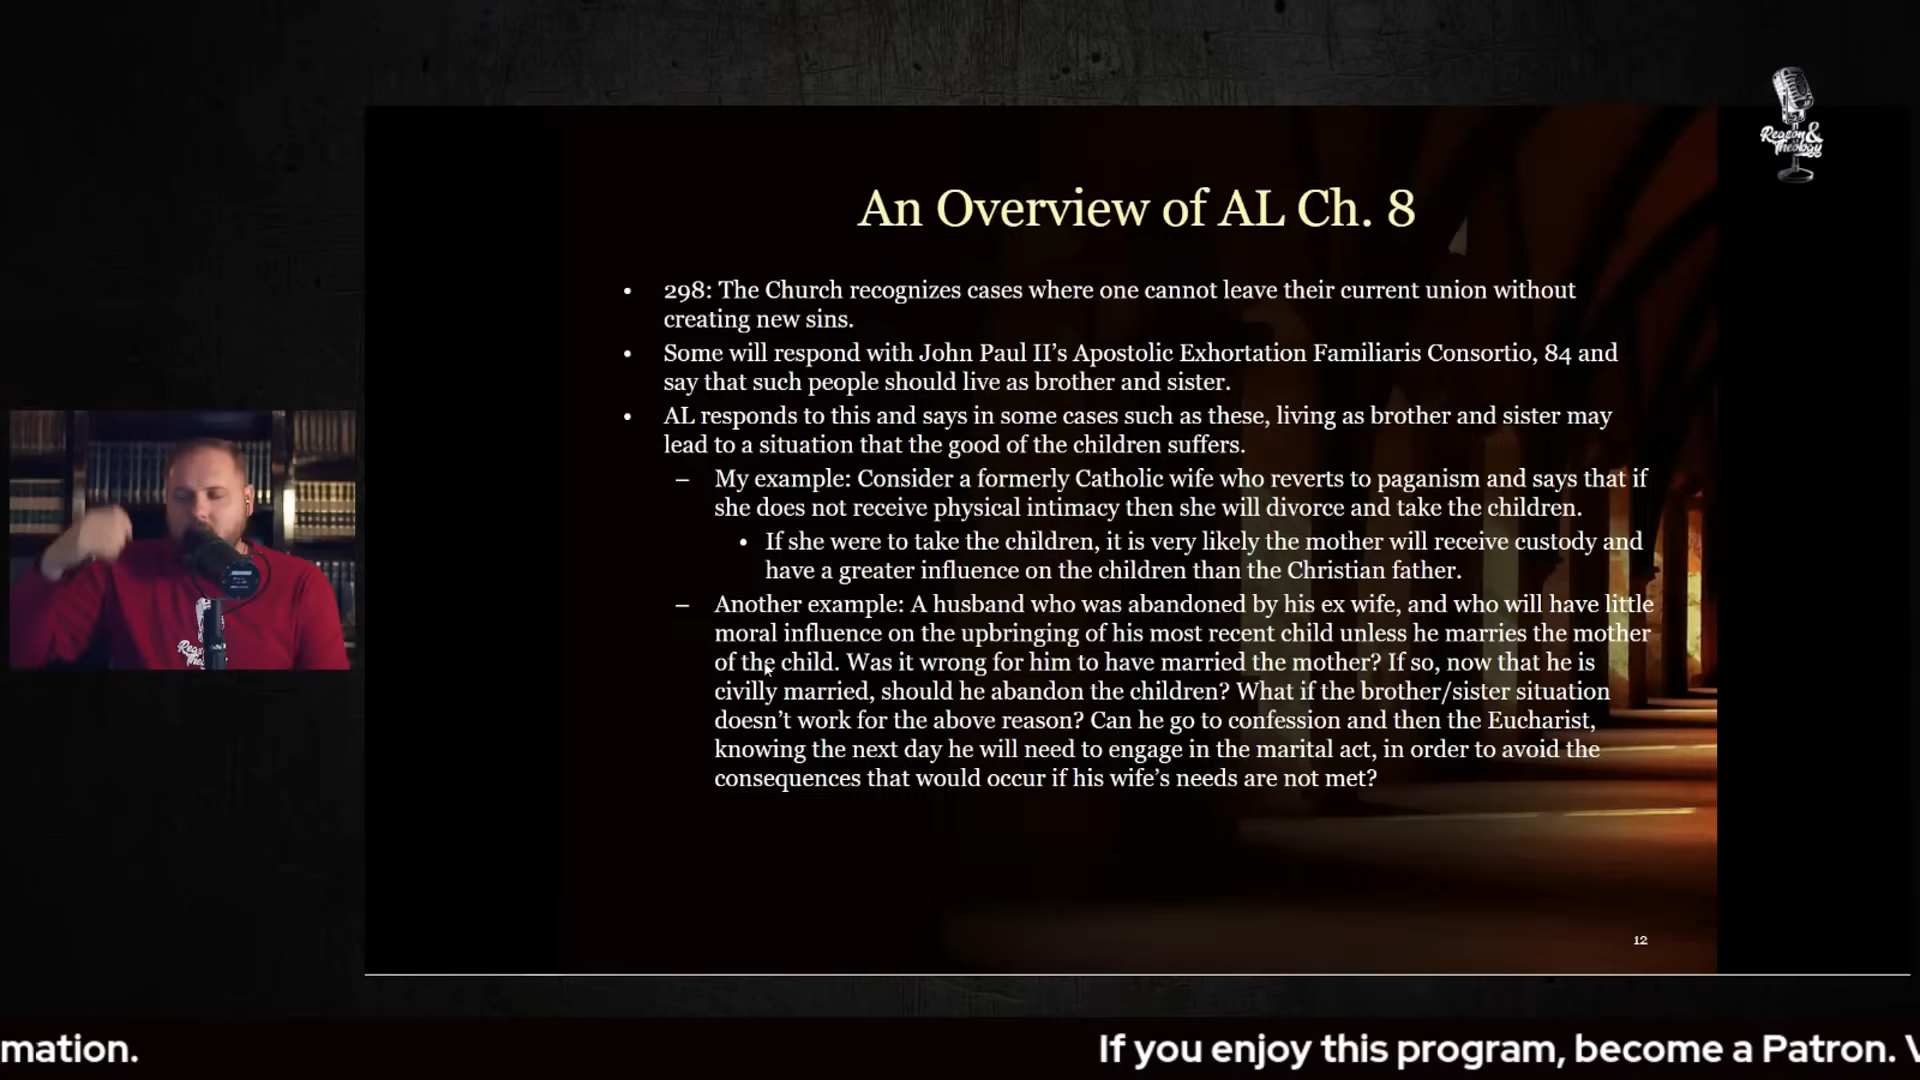 Reason &
Theology
An Overview of AL Ch. 8
• 298: The Church recognizes cases where one cannot leave their current union without
creating new sins.
• Some will respond with John Paul II’s Apostolic Exhortation Familiaris Consortio, 84 and
say that such people should live as brother and sister.
• AL responds to this and says in some cases such as these, living as brother and sister may
lead to a situation that the good of the children suffers.
– My example: Consider a formerly Catholic wife who reverts to paganism and says that if
she does not receive physical intimacy then she will divorce and take the children.
• If she were to take the children, it is very likely the mother will receive custody and
have a greater influence on the children than the Christian father.
– Another example: A husband who was abandoned by his ex wife, and who will have little
moral influence on the upbringing of his most recent child unless he marries the mother
of the child. Was it wrong for him to have married the mother? If so, now that he is
civilly married, should he abandon the children? What if the brother/sister situation
doesn’t work for the above reason? Can he go to confession and then the Eucharist,
knowing the next day he will need to engage in the marital act, in order to avoid the
consequences that would occur if his wife’s needs are not met?
12
mation.
If you enjoy this program, become a Patron. V